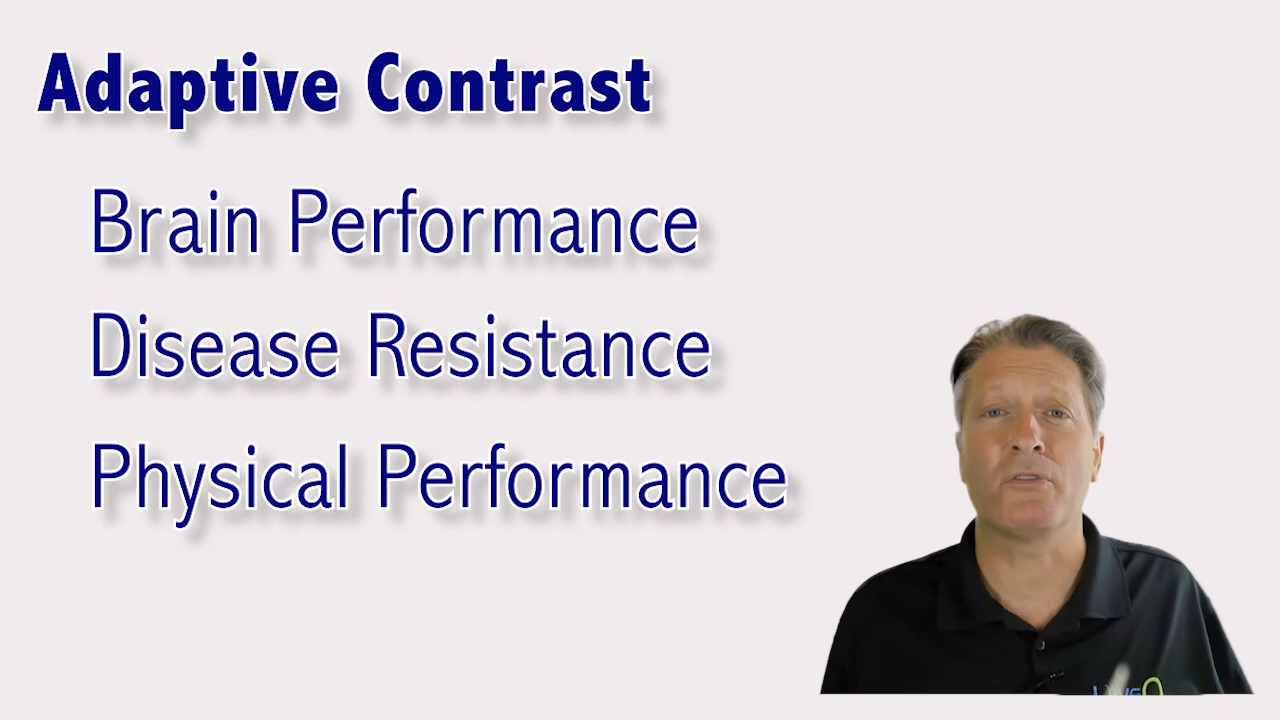 Adaptive Contrast
Brain Performance
Disease Resistance
Physical Performance